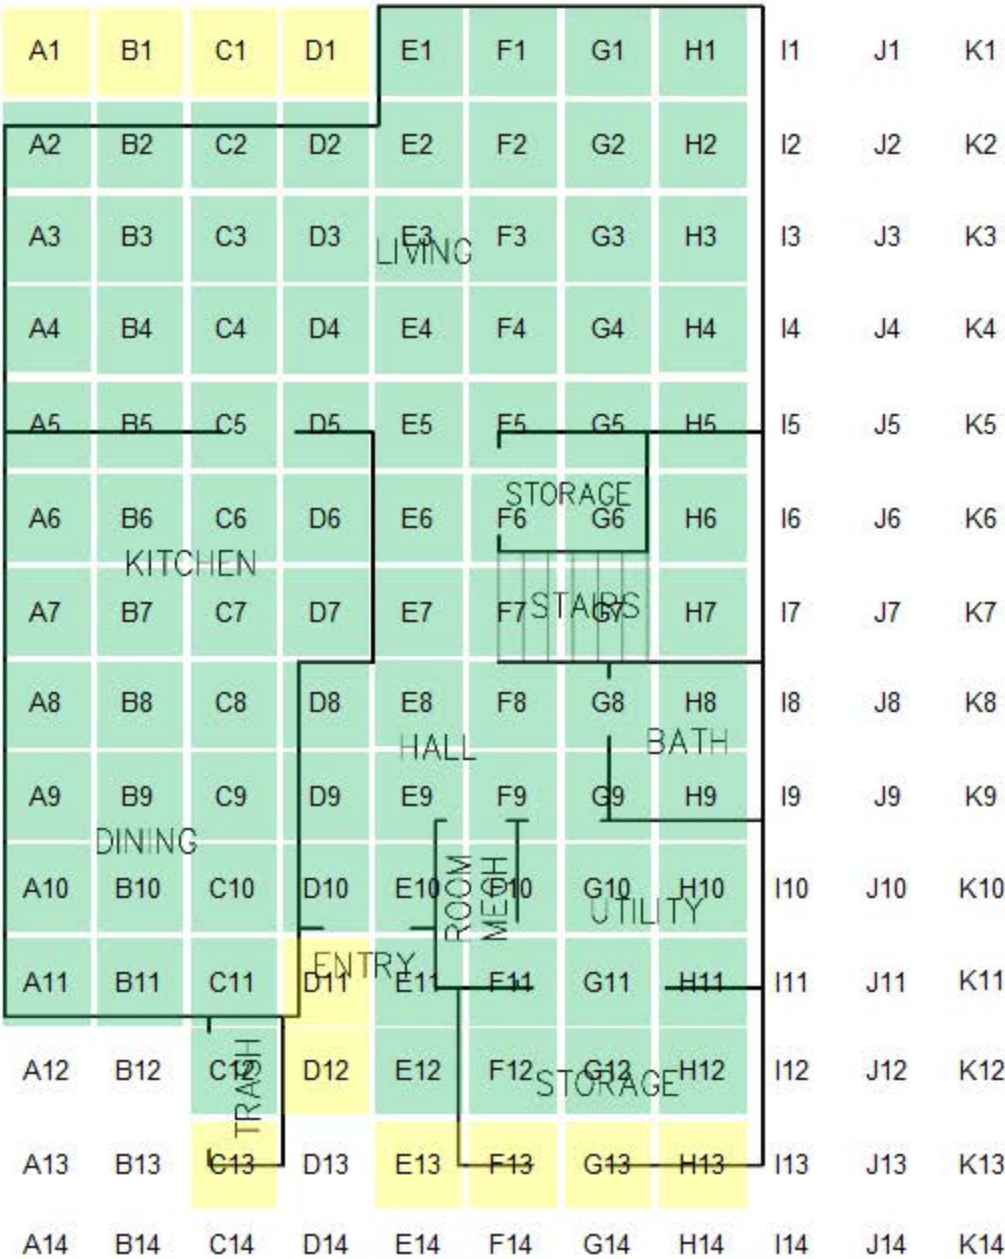 A1 B1 C1 D1 E1 F1 G1 H1 I1 J1 K1
A2 B2 C2 D2 E2 F2 G2 H2 I2 J2 K2
A3 B3 C3 D3 E3 F3 G3 H3 I3 J3 K3
LIVING
A4 B4 C4 D4 E4 F4 G4 H4 I4 J4 K4
A5 B5 C5 D5 E5 F5 G5 H5 I5 J5 K5
STORAGE
A6 B6 C6 D6 E6 F6 G6 H6 I6 J6 K6
KITCHEN
A7 B7 C7 D7 E7 F7 G7 H7 I7 J7 K7
STAIRS
A8 B8 C8 D8 E8 F8 G8 H8 I8 J8 K8
HALL
BATH
A9 B9 C9 D9 E9 F9 G9 H9 I9 J9 K9
DINING
A10 B10 C10 D10 E10 F10 G10 H10 I10 J10 K10
ROOM
MECH
UTILITY
ENTRY
A11 B11 C11 D11 E11 F11 G11 H11 I11 J11 K11
A12 B12 C12 D12 E12 F12 G12 H12 I12 J12 K12
TRASH
STORAGE
A13 B13 C13 D13 E13 F13 G13 H13 I13 J13 K13
A14 B14 C14 D14 E14 F14 G14 H14 I14 J14 K14